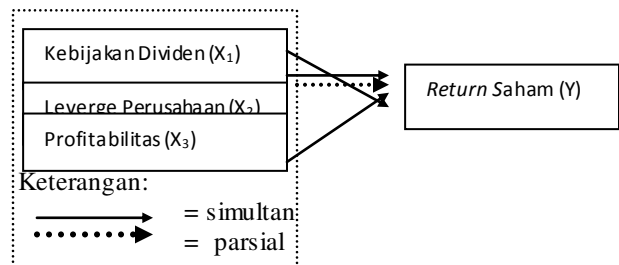 Kebijakan Dividen (X₁)
Leverge Perusahaan (X₂)
Profitabilitas (X₃)
Return Saham (Y)
Keterangan:
= simultan
= parsial